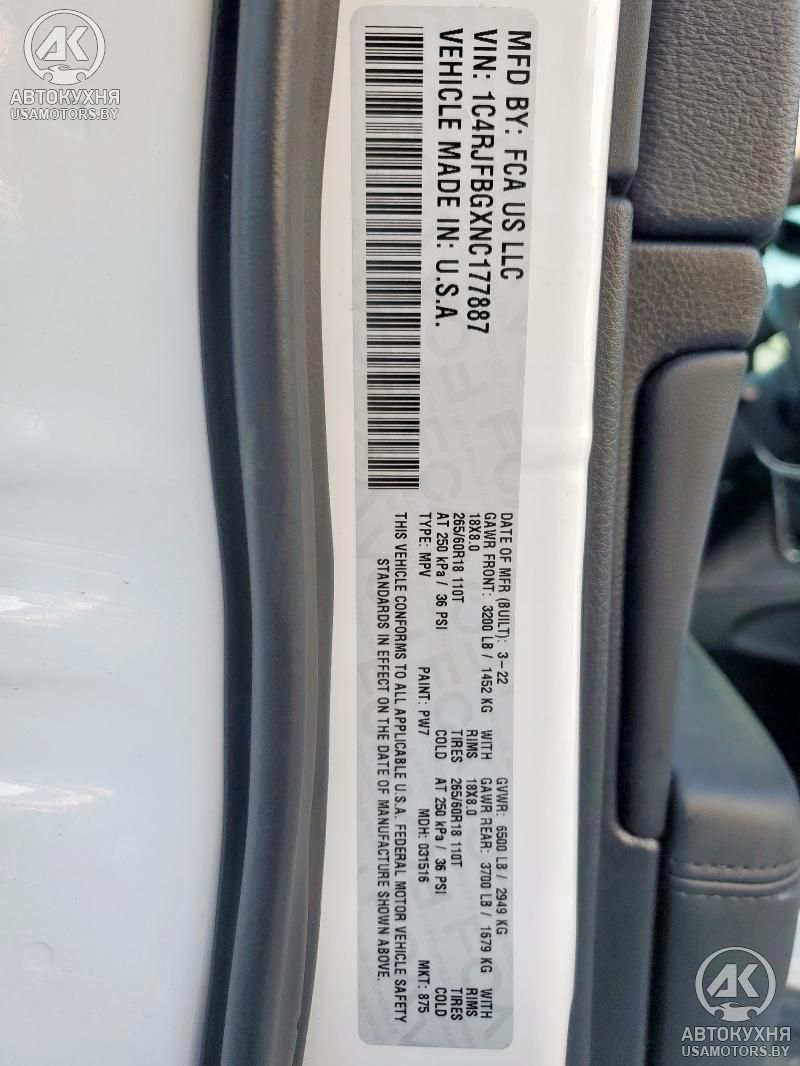 AK
АВТОКУХНЯ
USAMOTORS.BY
MFD BY: FCA US LLC
VIN: 1C4RJFBGXNC177887
VEHICLE MADE IN: U.S.A.
DATE OF MFR (BUILT): 3-22 GVWR: 6500 LB / 2949 KG
GAWR FRONT: 3200 LB / 1452 KG WITH GAWR REAR: 3700 LB / 1679 KG WITH
18X8.0 RIMS 18X8.0 RIMS
265/60R18 110T TIRES 265/60R18 110T TIRES
AT 250 kPa / 36 PSI COLD AT 250 kPa / 36 PSI COLD
TYPE: MPV PAINT: PW7 MDH: 031516 MKT: 875
THIS VEHICLE CONFORMS TO ALL APPLICABLE U.S.A. FEDERAL MOTOR VEHICLE SAFETY
STANDARDS IN EFFECT ON THE DATE OF MANUFACTURE SHOWN ABOVE.
AK
АВТОКУХНЯ
USAMOTORS.BY